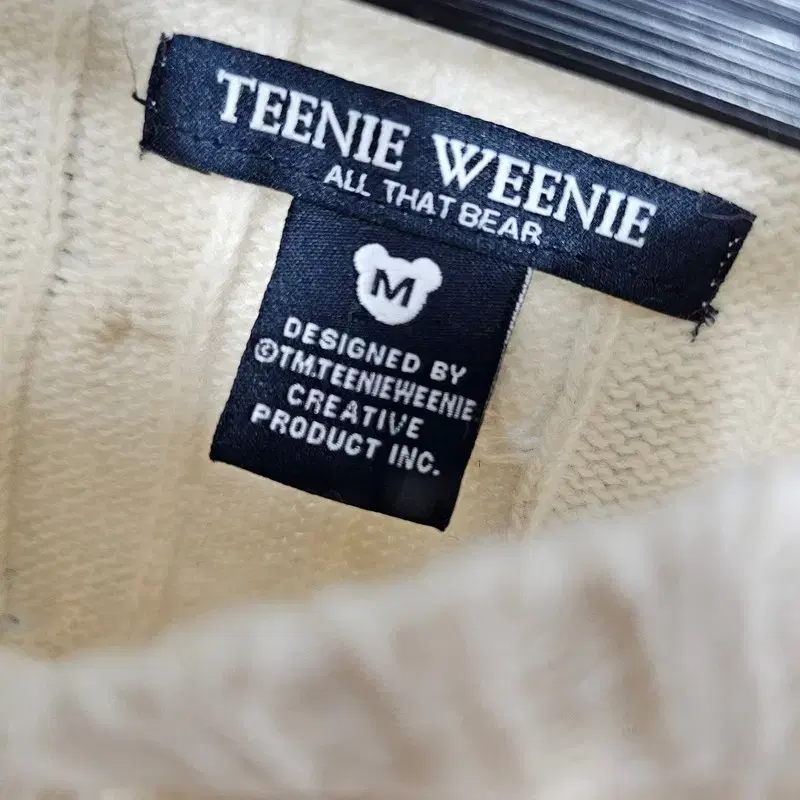 TEENIE WEENIE
ALL THAT BEAR
M
DESIGNED BY
©TM.TEENIEWEENIE
CREATIVE
PRODUCT INC.